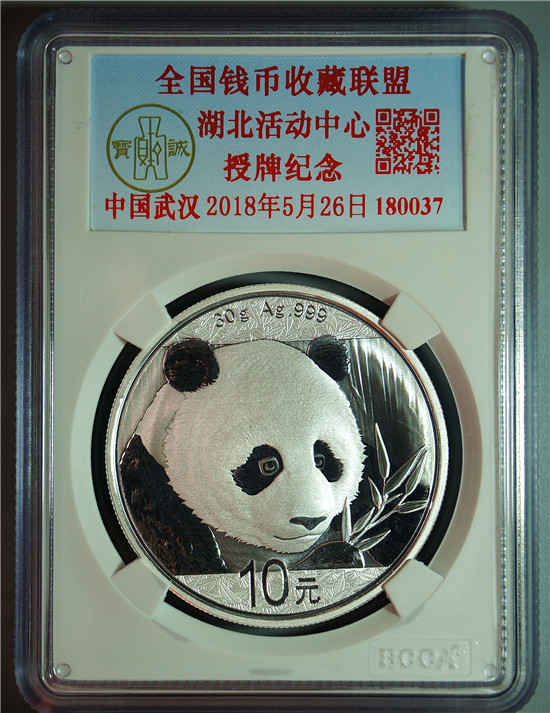 全国钱币收藏联盟
湖北活动中心
寶 誠
授牌纪念
中国武汉 2018年5月26日 180037
30g Ag .999
10元
BCCA